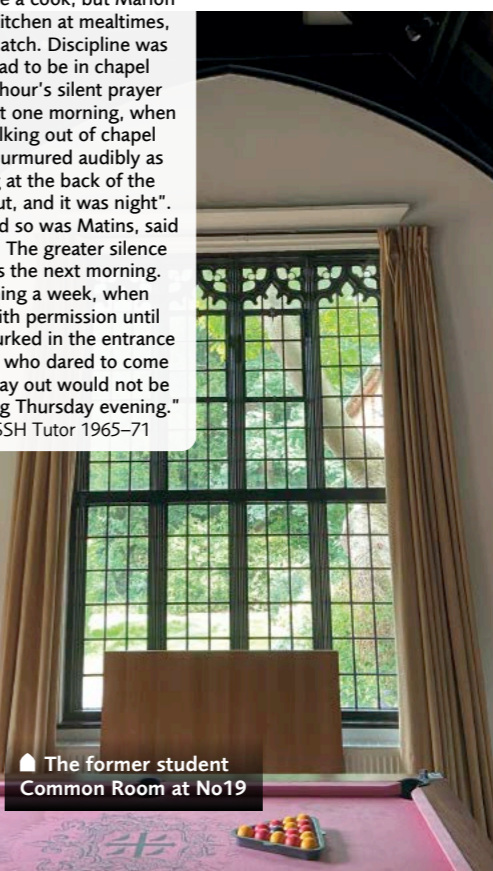 e a cook, but Marion
itchen at mealtimes,
atch. Discipline was
ad to be in chapel
hour's silent prayer
t one morning, when
lking out of chapel
urmured audibly as
g at the back of the
ut, and it was night".
d so was Matins, said
The greater silence
s the next morning.
ing a week, when
ith permission until
urked in the entrance
who dared to come
ay out would not be
g Thursday evening."
SSH Tutor 1965–71
The former student
Common Room at No19